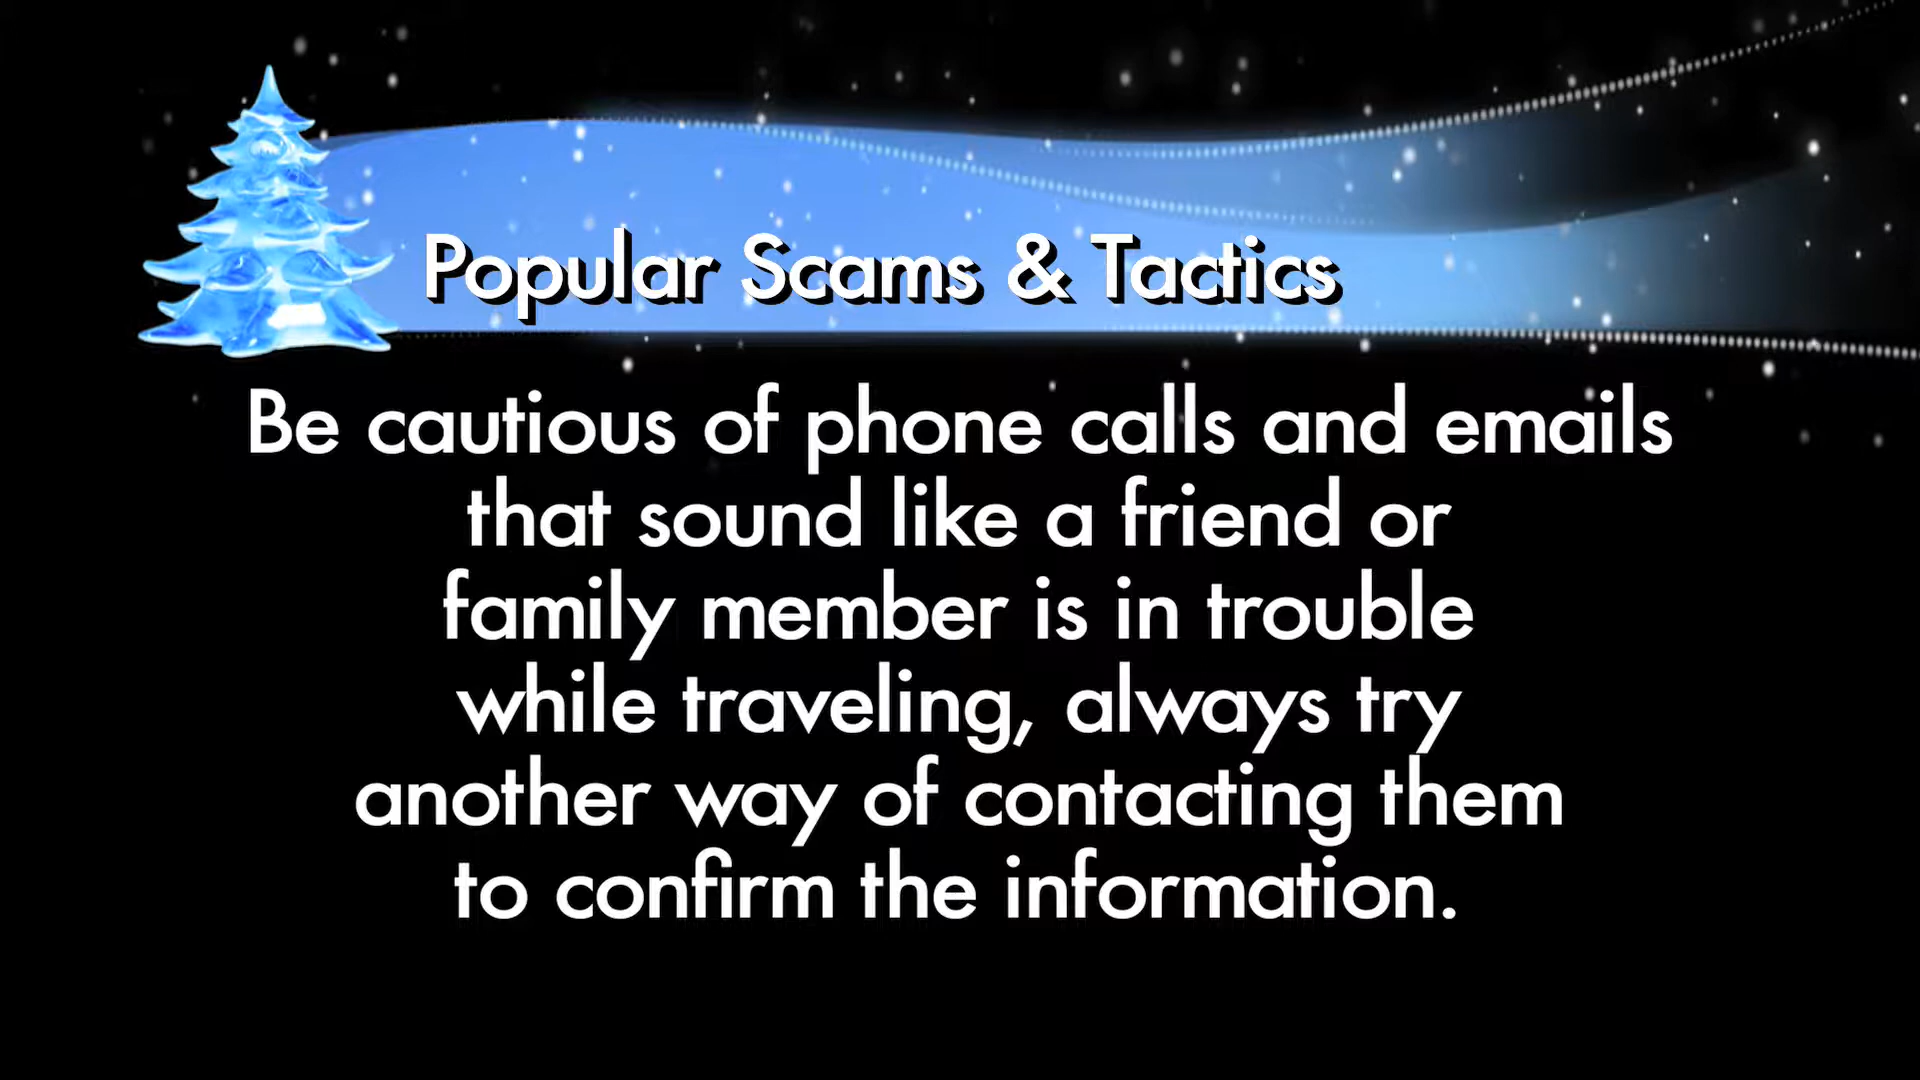 Popular Scams & Tactics
Be cautious of phone calls and emails
that sound like a friend or
family member is in trouble
while traveling, always try
another way of contacting them
to confirm the information.